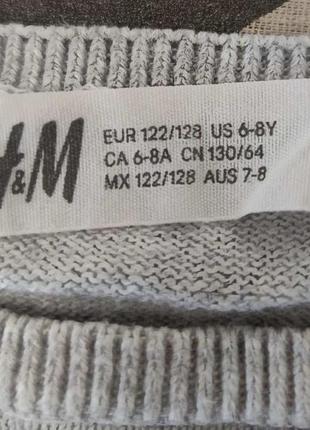 H&M
EUR 122/128 US 6-8Y
CA 6-8A CN 130/64
MX 122/128 AUS 7-8